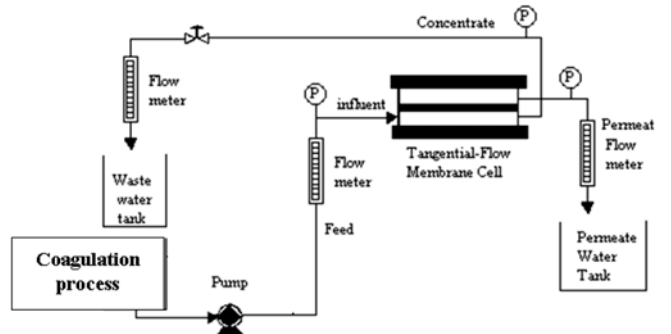 Concentrate
P
Flow
meter
P
influent
P
Permeat
Flow
meter
Tangential-Flow
Membrane Cell
Flow
meter
Waste
water
tank
Feed
Coagulation
process
Pump
Permeate
Water
Tank